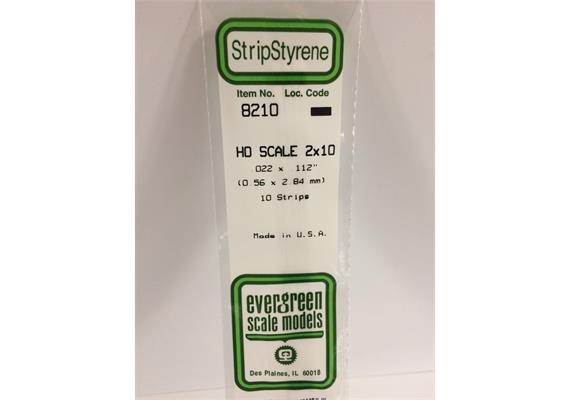 StripStyrene
Item No. Loc. Code
8210
HO SCALE 2x10
.022 x .112"
(0.56 x 2.84 mm)
10 Strips
Made in U.S.A.
evergreen
scale models
Des Plaines, IL 60018